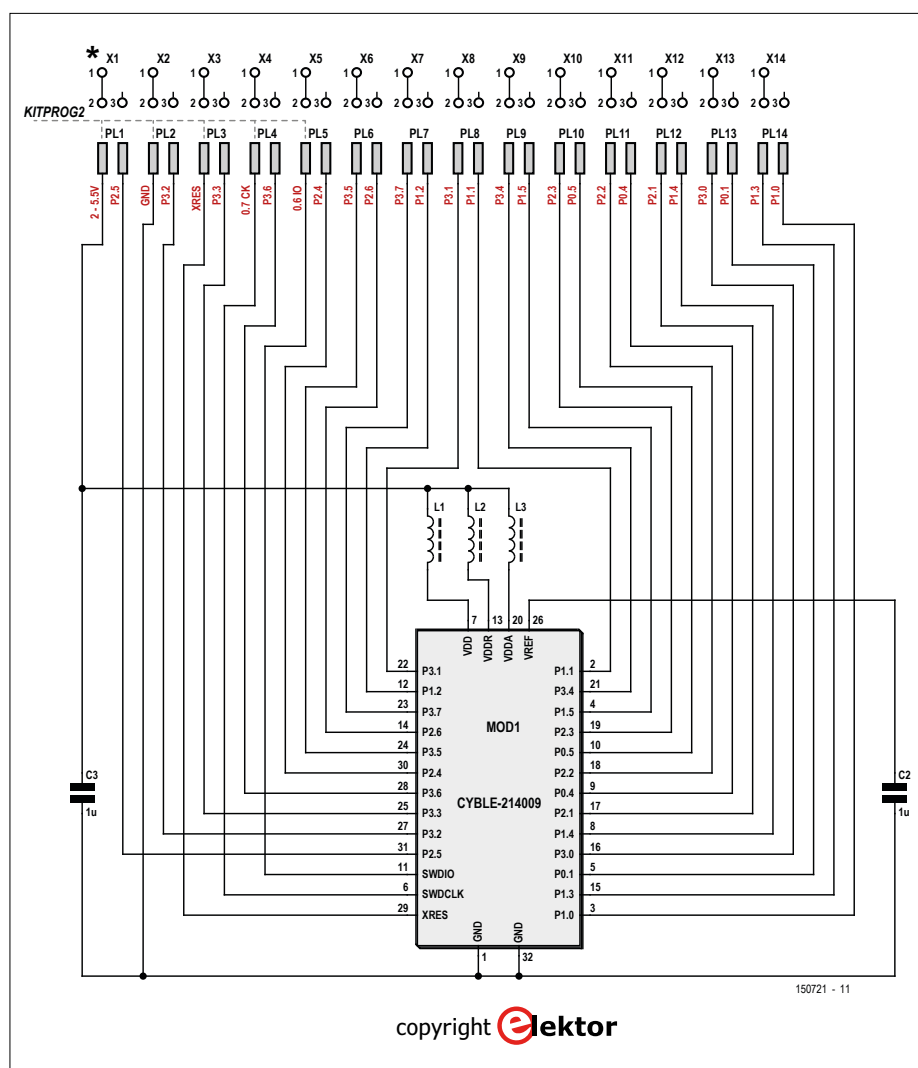 * X1 X2 X3 X4 X5 X6 X7 X8 X9 X10 X11 X12 X13 X14
1 1 1 1 1 1 1 1 1 1 1 1 1 1
2 3 2 3 2 3 2 3 2 3 2 3 2 3 2 3 2 3 2 3 2 3 2 3 2 3 2 3
KITPROG2
PL1 PL2 PL3 PL4 PL5 PL6 PL7 PL8 PL9 PL10 PL11 PL12 PL13 PL14
2 - 5.5V P2.5 GND P3.2 XRES P3.3 0.7 CK P3.6 0.6 IO P2.4 P3.5 P2.6 P3.7 P1.2 P3.1 P1.1 P3.4 P1.5 P2.3 P0.5 P2.2 P0.4 P2.1 P1.4 P3.0 P0.1 P1.3 P1.0
L1 L2 L3
7 13 20 26
VDD VDDR VDDA VREF
22 P3.1 P1.1 2
12 P1.2 P3.4 21
23 P3.7 P1.5 4
MOD1
14 P2.6 P2.3 19
24 P3.5 P0.5 10
30 P2.4 P2.2 18
C3 C2
28 P3.6 P0.4 9
CYBLE-214009
25 P3.3 P2.1 17
1u 1u
27 P3.2 P1.4 8
31 P2.5 P3.0 16
11 SWDIO P0.1 5
6 SWDCLK P1.3 15
29 XRES P1.0 3
GND GND
1 32
150721 - 11
copyright elektor